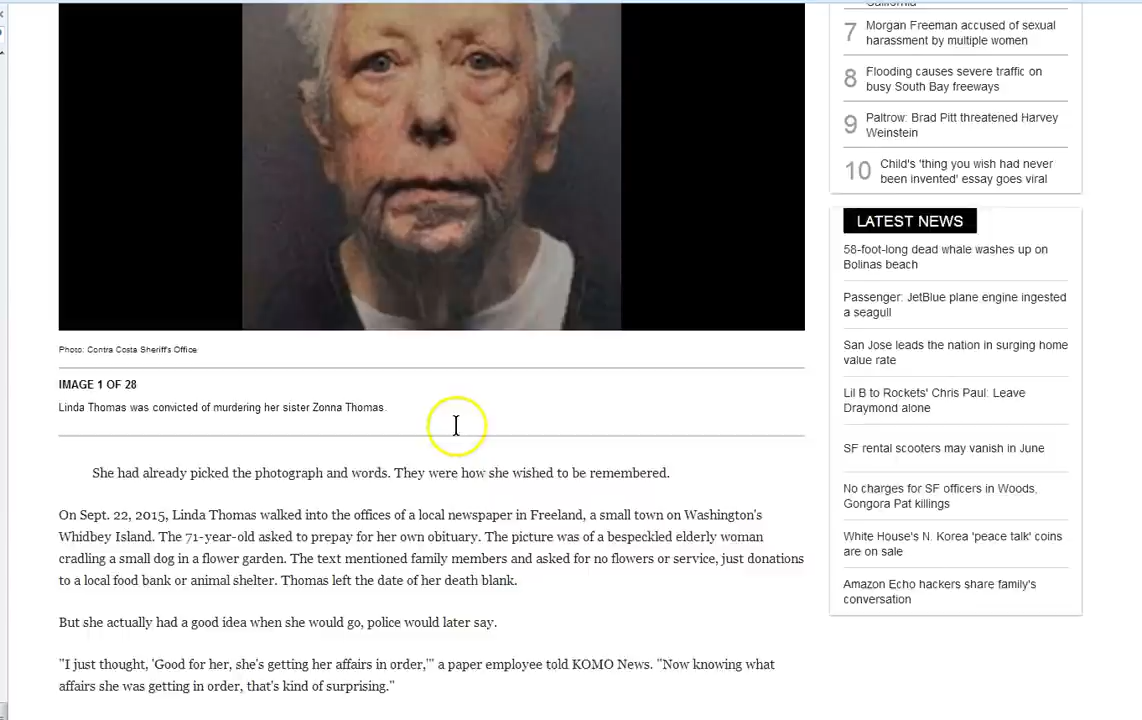 California
7 Morgan Freeman accused of sexual
harassment by multiple women
8 Flooding causes severe traffic on
busy South Bay freeways
9 Paltrow: Brad Pitt threatened Harvey
Weinstein
10 Child's 'thing you wish had never
been invented' essay goes viral
LATEST NEWS
58-foot-long dead whale washes up on
Bolinas beach
Passenger: JetBlue plane engine ingested
a seagull
San Jose leads the nation in surging home
value rate
Lil B to Rockets' Chris Paul: Leave
Draymond alone
SF rental scooters may vanish in June
No charges for SF officers in Woods,
Gongora Pat killings
White House's N. Korea 'peace talk' coins
are on sale
Amazon Echo hackers share family's
conversation
Photo: Contra Costa Sheriff's Office
IMAGE 1 OF 28
Linda Thomas was convicted of murdering her sister Zonna Thomas.
She had already picked the photograph and words. They were how she wished to be remembered.
On Sept. 22, 2015, Linda Thomas walked into the offices of a local newspaper in Freeland, a small town on Washington's
Whidbey Island. The 71-year-old asked to prepay for her own obituary. The picture was of a bespeckled elderly woman
cradling a small dog in a flower garden. The text mentioned family members and asked for no flowers or service, just donations
to a local food bank or animal shelter. Thomas left the date of her death blank.
But she actually had a good idea when she would go, police would later say.
"I just thought, 'Good for her, she's getting her affairs in order,'" a paper employee told KOMO News. "Now knowing what
affairs she was getting in order, that's kind of surprising."